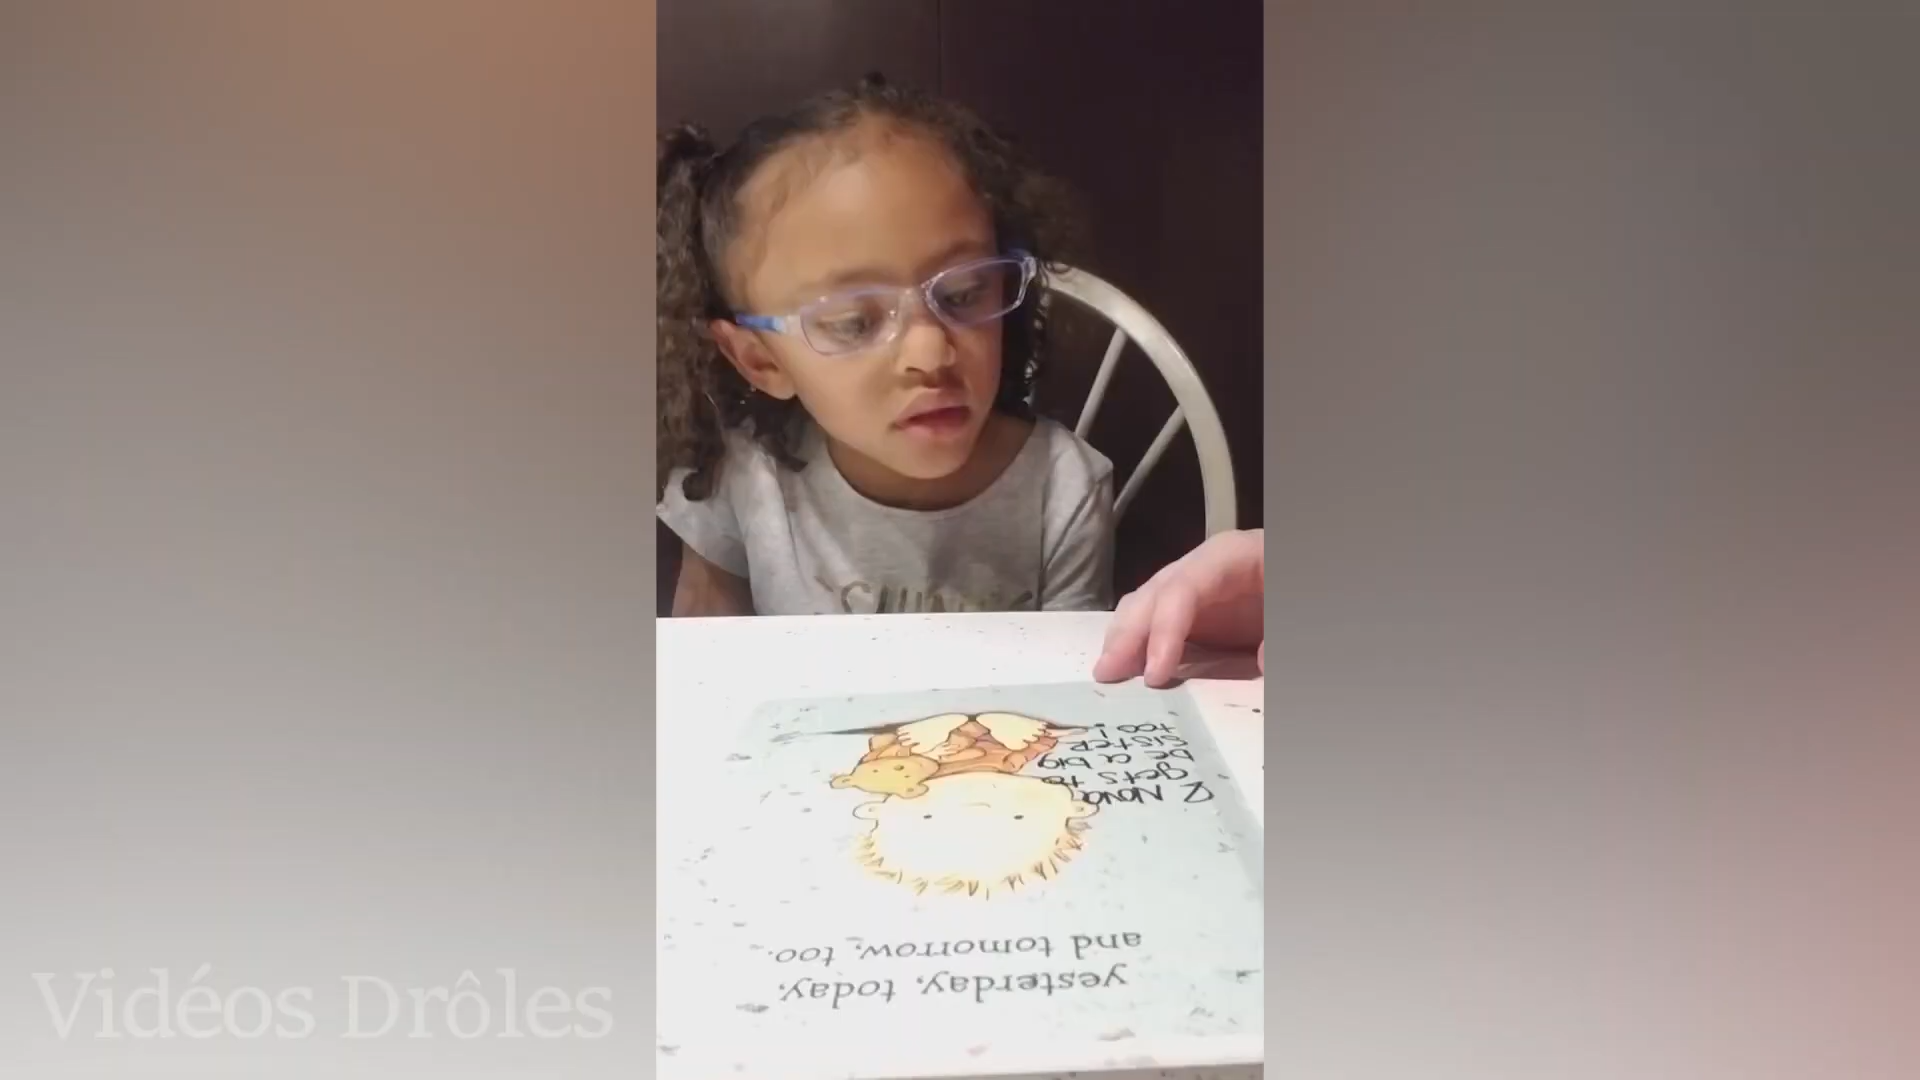 & Nova
gets to
be a big
sister
too!
yesterday, today,
and tomorrow, too.
Vidéos Drôles